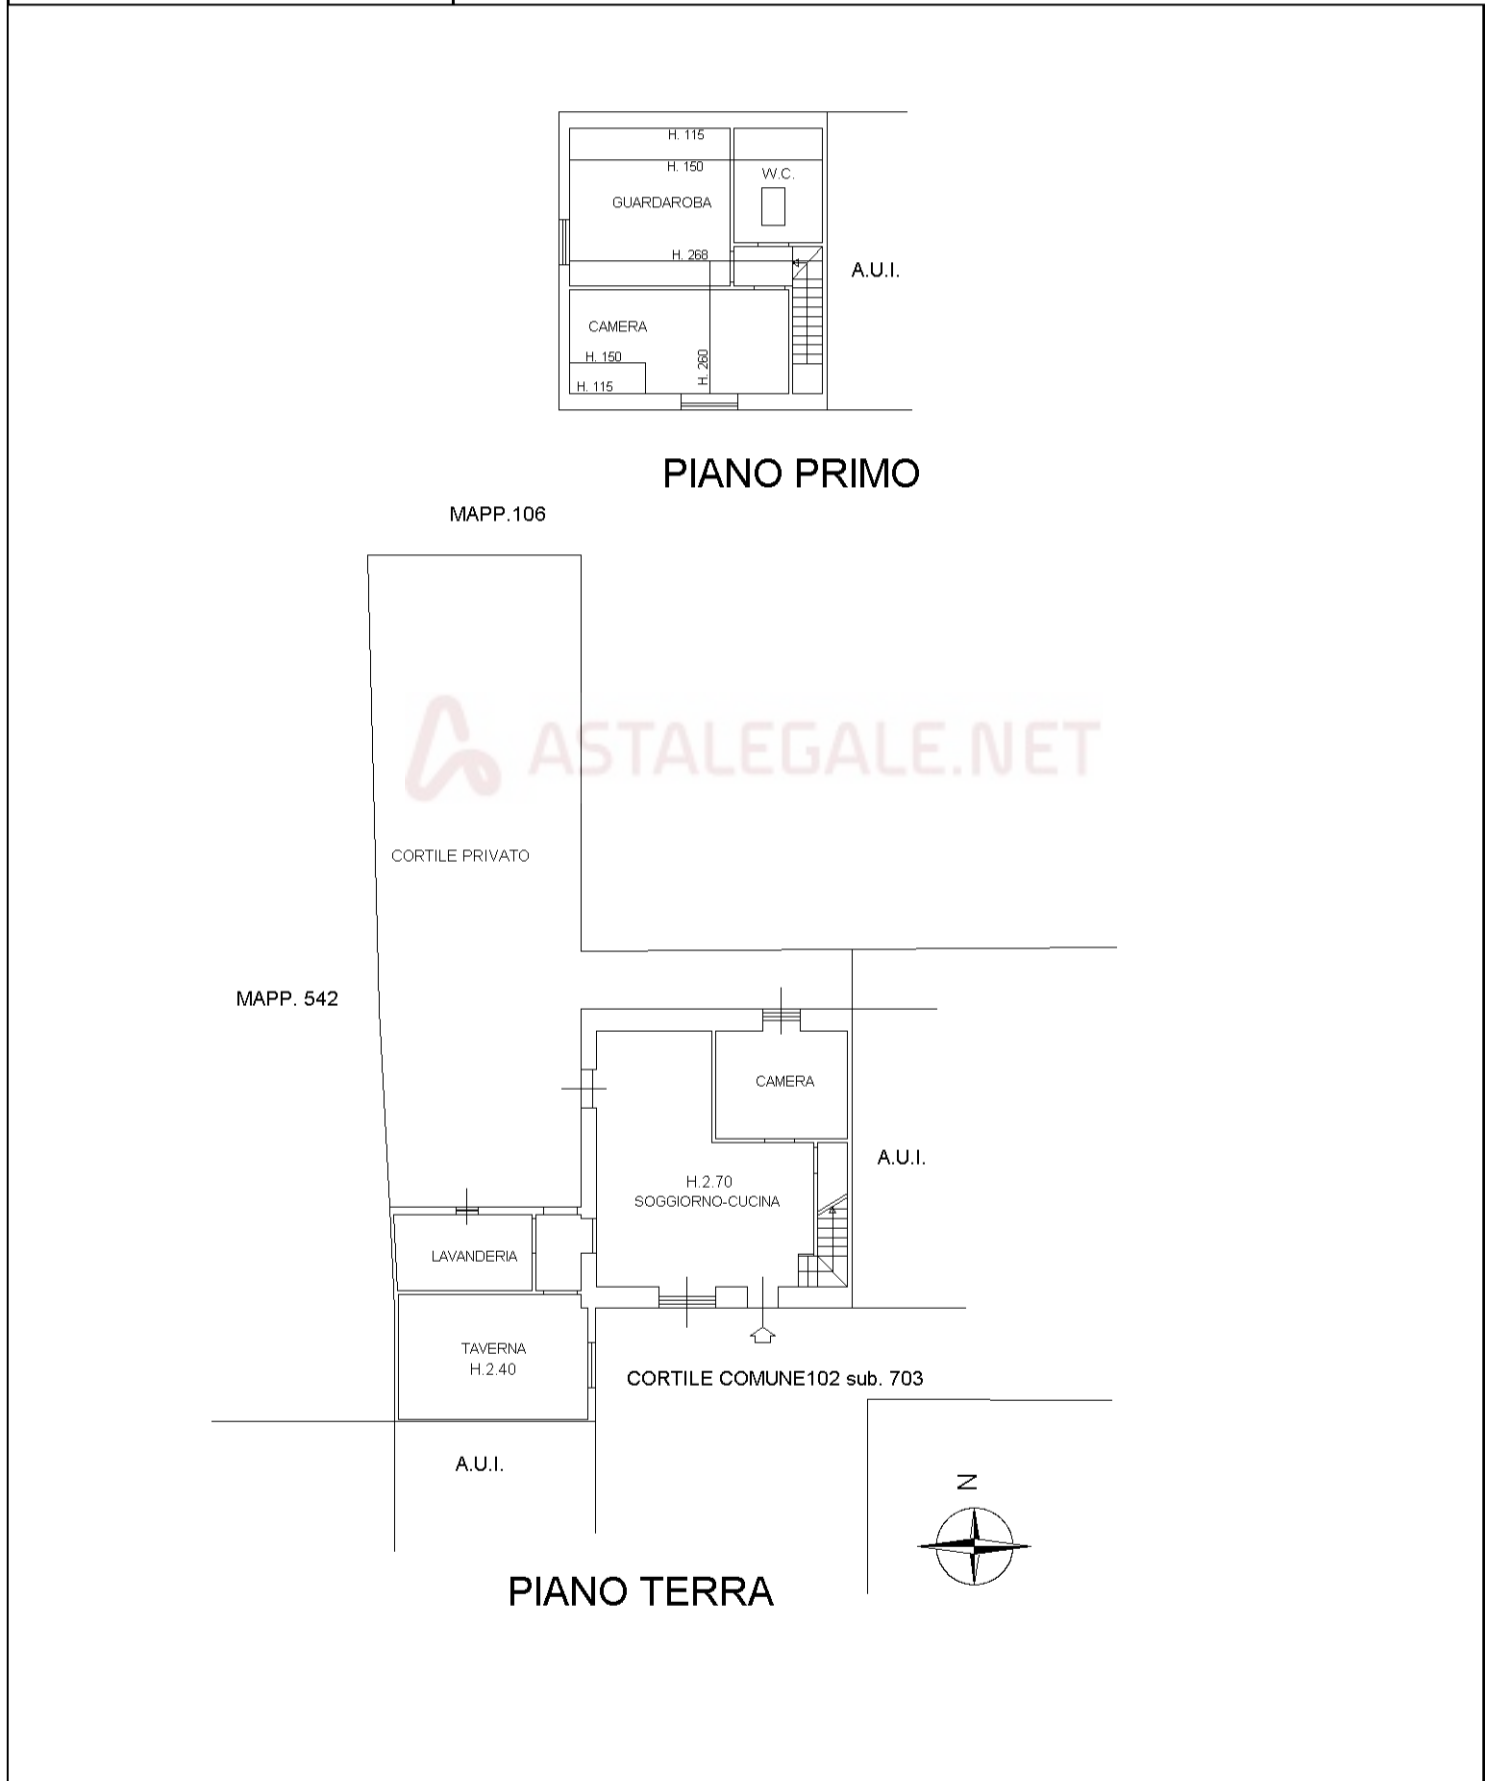 H. 115
H. 150
W.C.
GUARDAROBA
H. 268
A.U.I.
CAMERA
H. 150
H. 260
H. 115
PIANO PRIMO
MAPP.106
ASTALEGALE.NET
CORTILE PRIVATO
MAPP. 542
CAMERA
A.U.I.
H.2.70
SOGGIORNO-CUCINA
LAVANDERIA
TAVERNA
H.2.40
CORTILE COMUNE102 sub. 703
A.U.I.
N
PIANO TERRA